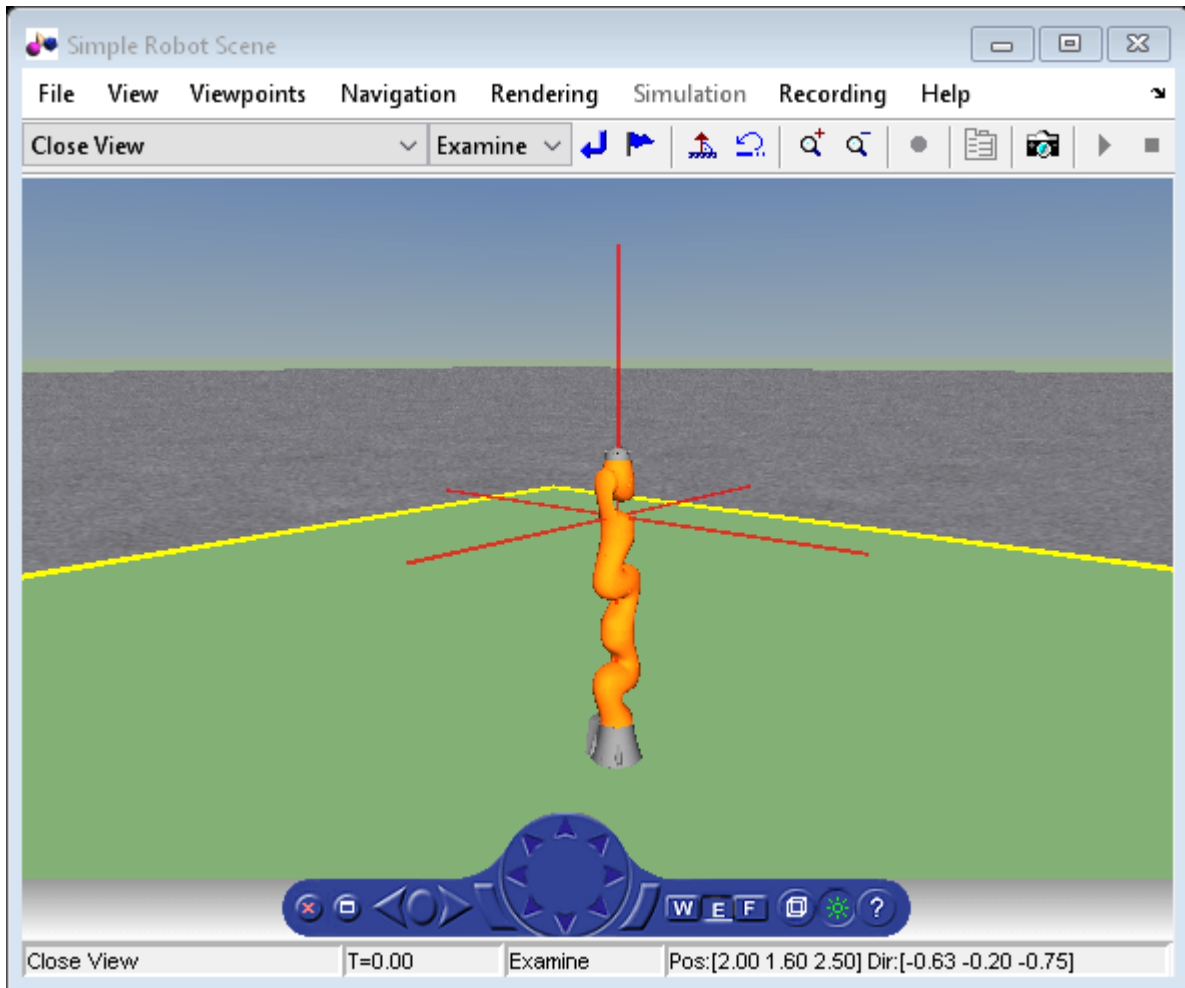 Simple Robot Scene
File View Viewpoints Navigation Rendering Simulation Recording Help
Close View Examine
W E F ?
Close View T=0.00 Examine Pos:[2.00 1.60 2.50] Dir:[-0.63 -0.20 -0.75]